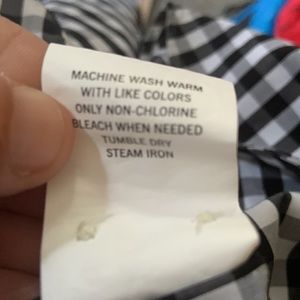 MACHINE WASH WARM
WITH LIKE COLORS
ONLY NON-CHLORINE
BLEACH WHEN NEEDED
TUMBLE DRY
STEAM IRON